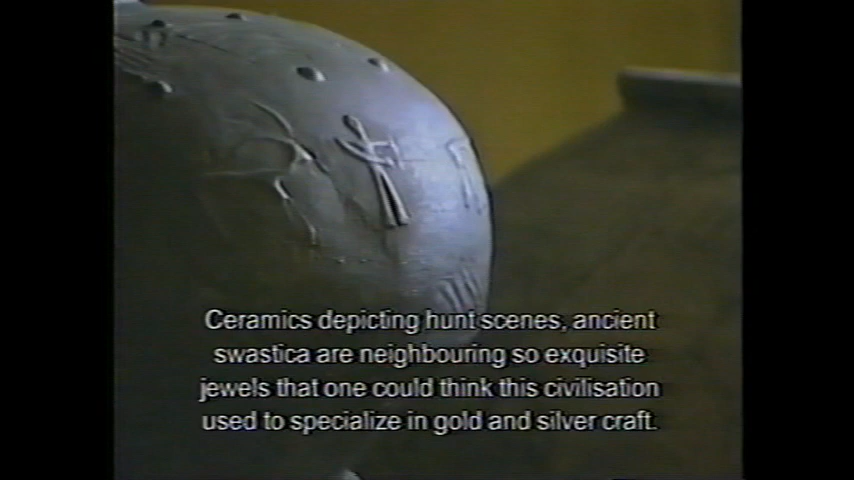 Ceramics depicting hunt scenes, ancient
swastica are neighbouring so exquisite
jewels that one could think this civilisation
used to specialize in gold and silver craft.